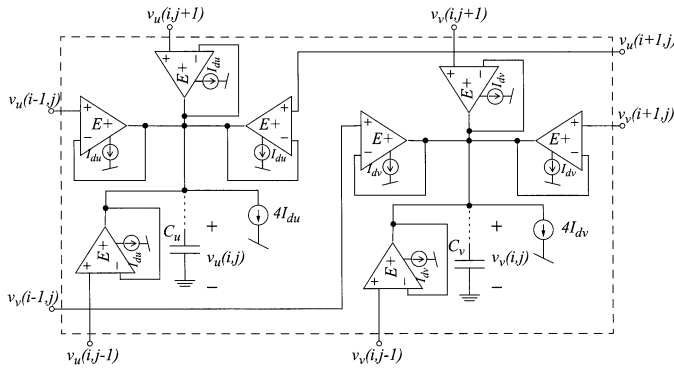 v_u(i,j+1)
v_v(i,j+1)
v_u(i+1,j)
+ −
E+
I_du
+ −
E+
I_dv
v_u(i-1,j)
+
E+
−
I_du
+
E+
−
I_du
+
E+
−
I_dv
+
E+
−
I_dv
v_v(i+1,j)
E+
I_du
+ −
C_u
+
v_u(i,j)
−
4I_du
E+
I_dv
+ −
C_v
+
v_v(i,j)
−
4I_dv
v_v(i-1,j)
v_u(i,j-1)
v_v(i,j-1)